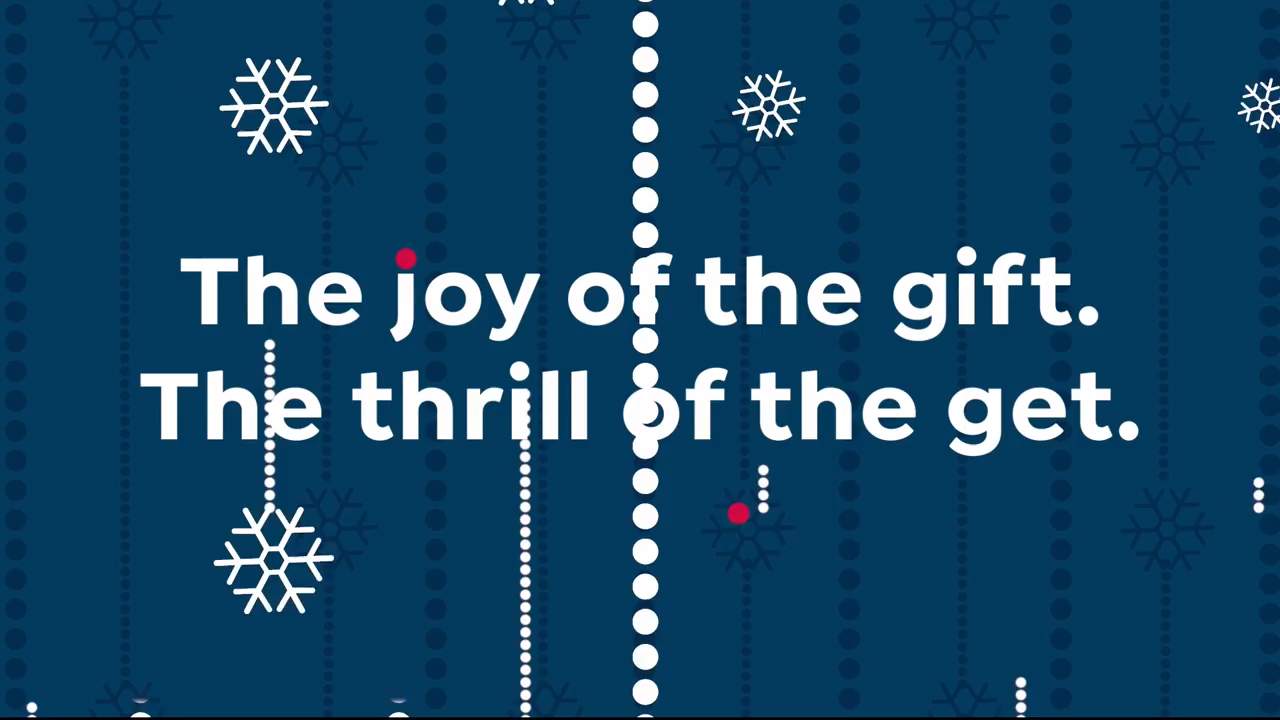 The joy of the gift.
The thrill of the get.